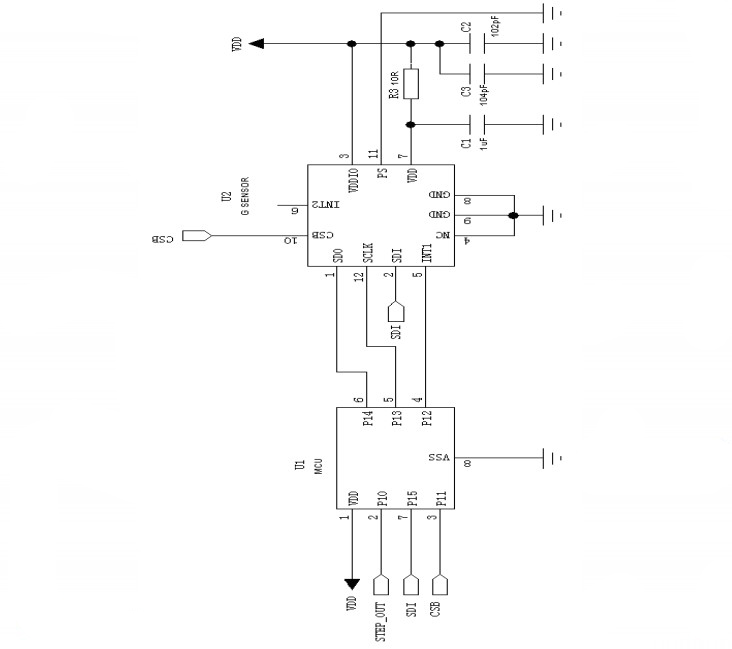 VDD
C2
102pF
R3 10R
C3
104pF
C1
1uF
3
11
7
VDDIO
PS
VDD
U2
G SENSOR
INT2
6
CSB
CSB
10
GND
8
GND
9
NC
4
SDO
SCLK
SDI
INT1
1
12
2
5
SDI
6
5
4
P14
P13
P12
U1
MCU
VSS
8
VDD
P10
P15
P11
1
2
7
3
VDD
STEP_OUT
SDI
CSB